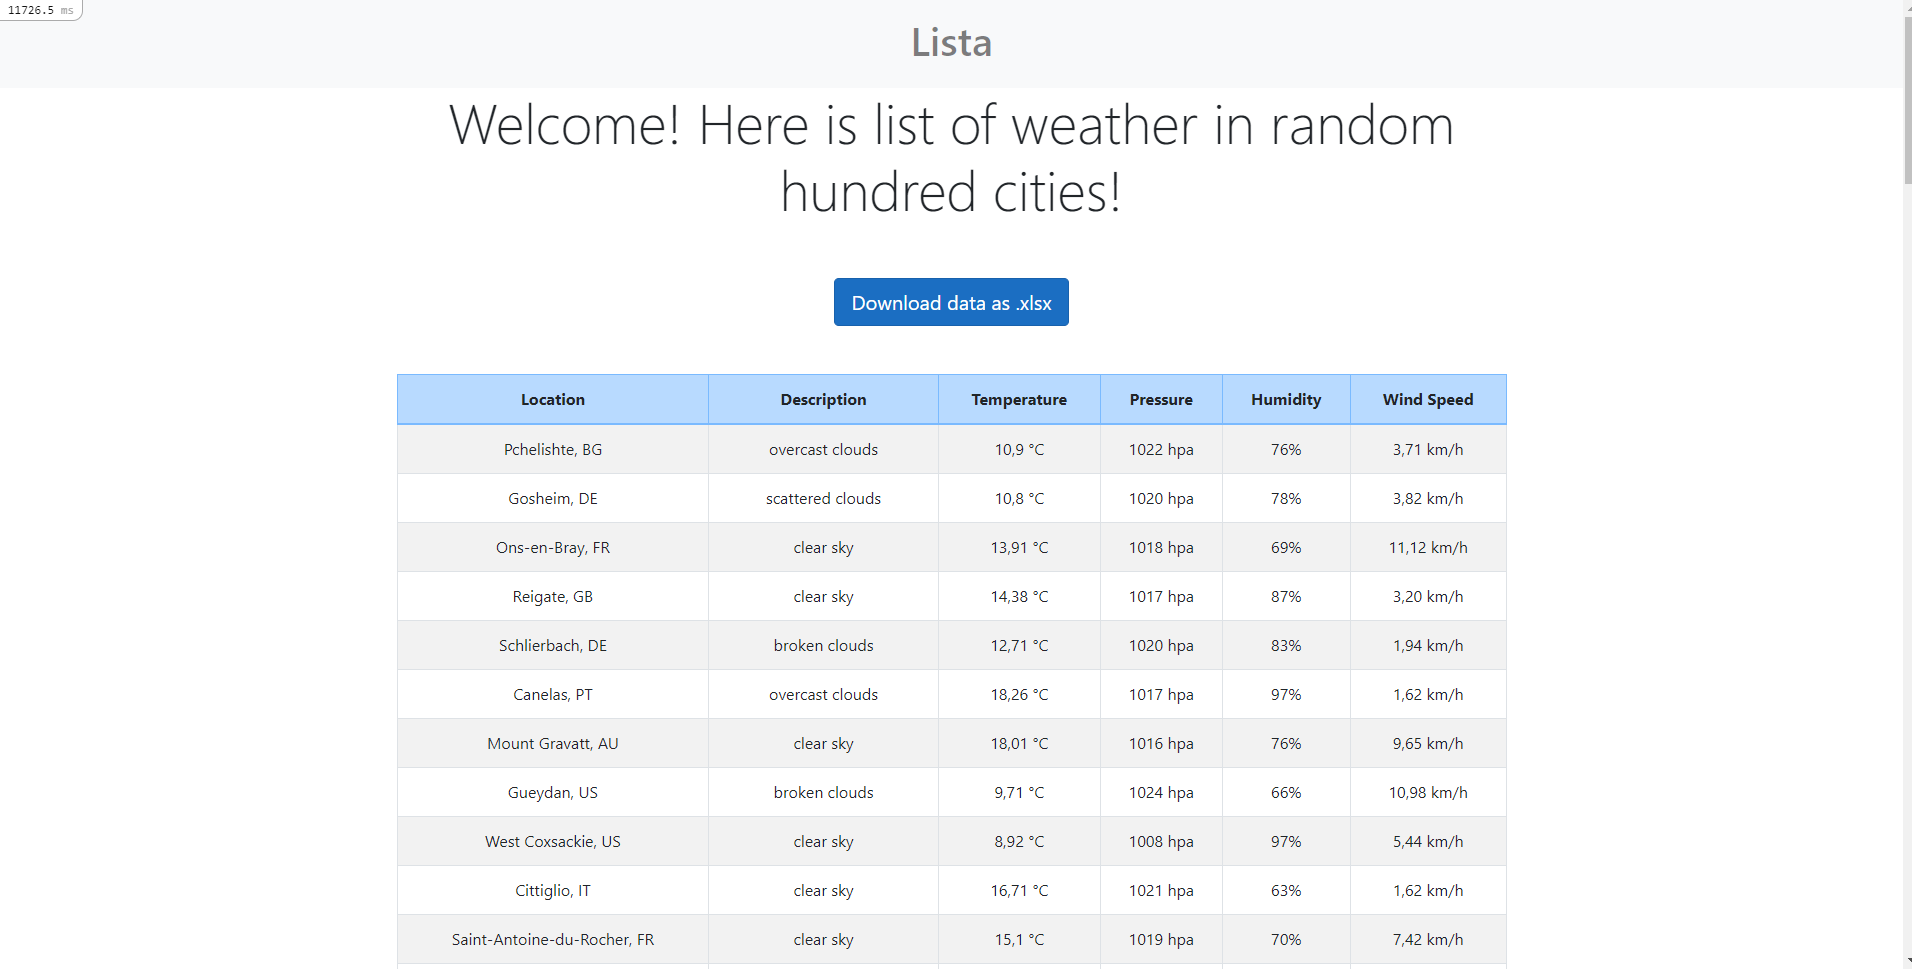 11726.5 ms
Lista
Welcome! Here is list of weather in random
hundred cities!
Download data as .xlsx
Location Description Temperature Pressure Humidity Wind Speed
Pchelishte, BG overcast clouds 10,9 °C 1022 hpa 76% 3,71 km/h
Gosheim, DE scattered clouds 10,8 °C 1020 hpa 78% 3,82 km/h
Ons-en-Bray, FR clear sky 13,91 °C 1018 hpa 69% 11,12 km/h
Reigate, GB clear sky 14,38 °C 1017 hpa 87% 3,20 km/h
Schlierbach, DE broken clouds 12,71 °C 1020 hpa 83% 1,94 km/h
Canelas, PT overcast clouds 18,26 °C 1017 hpa 97% 1,62 km/h
Mount Gravatt, AU clear sky 18,01 °C 1016 hpa 76% 9,65 km/h
Gueydan, US broken clouds 9,71 °C 1024 hpa 66% 10,98 km/h
West Coxsackie, US clear sky 8,92 °C 1008 hpa 97% 5,44 km/h
Cittiglio, IT clear sky 16,71 °C 1021 hpa 63% 1,62 km/h
Saint-Antoine-du-Rocher, FR clear sky 15,1 °C 1019 hpa 70% 7,42 km/h